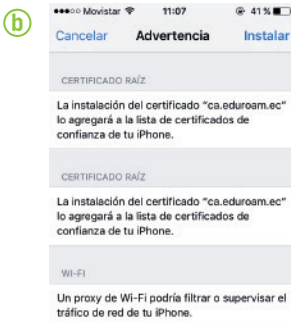 b
Movistar 11:07 41%
Cancelar Advertencia Instalar
CERTIFICADO RAÍZ
La instalación del certificado "ca.eduroam.ec"
lo agregará a la lista de certificados de
confianza de tu iPhone.
CERTIFICADO RAÍZ
La instalación del certificado "ca.eduroam.ec"
lo agregará a la lista de certificados de
confianza de tu iPhone.
WI-FI
Un proxy de Wi-Fi podría filtrar o supervisar el
tráfico de red de tu iPhone.